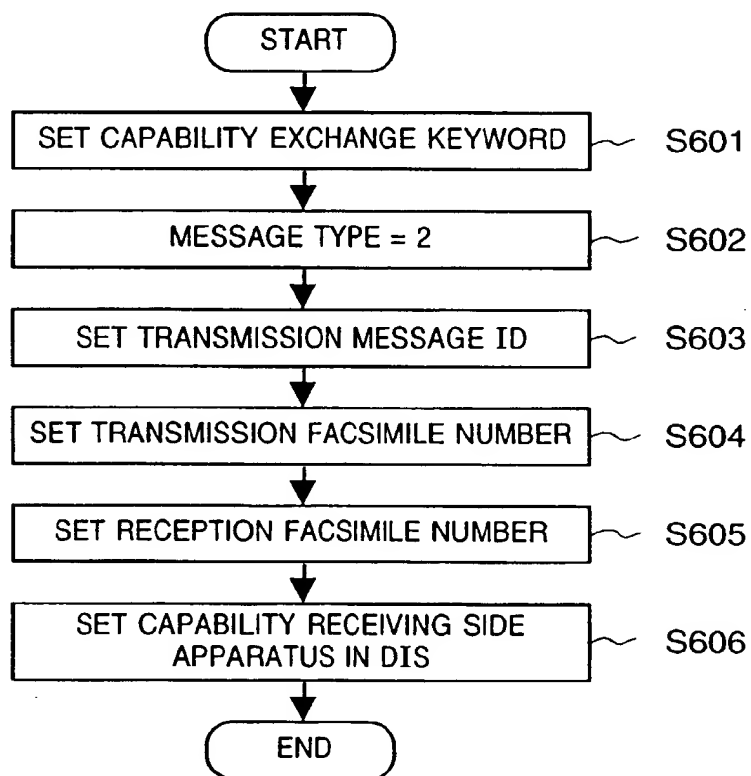 START
SET CAPABILITY EXCHANGE KEYWORD S601
MESSAGE TYPE = 2 S602
SET TRANSMISSION MESSAGE ID S603
SET TRANSMISSION FACSIMILE NUMBER S604
SET RECEPTION FACSIMILE NUMBER S605
SET CAPABILITY RECEIVING SIDE
APPARATUS IN DIS S606
END